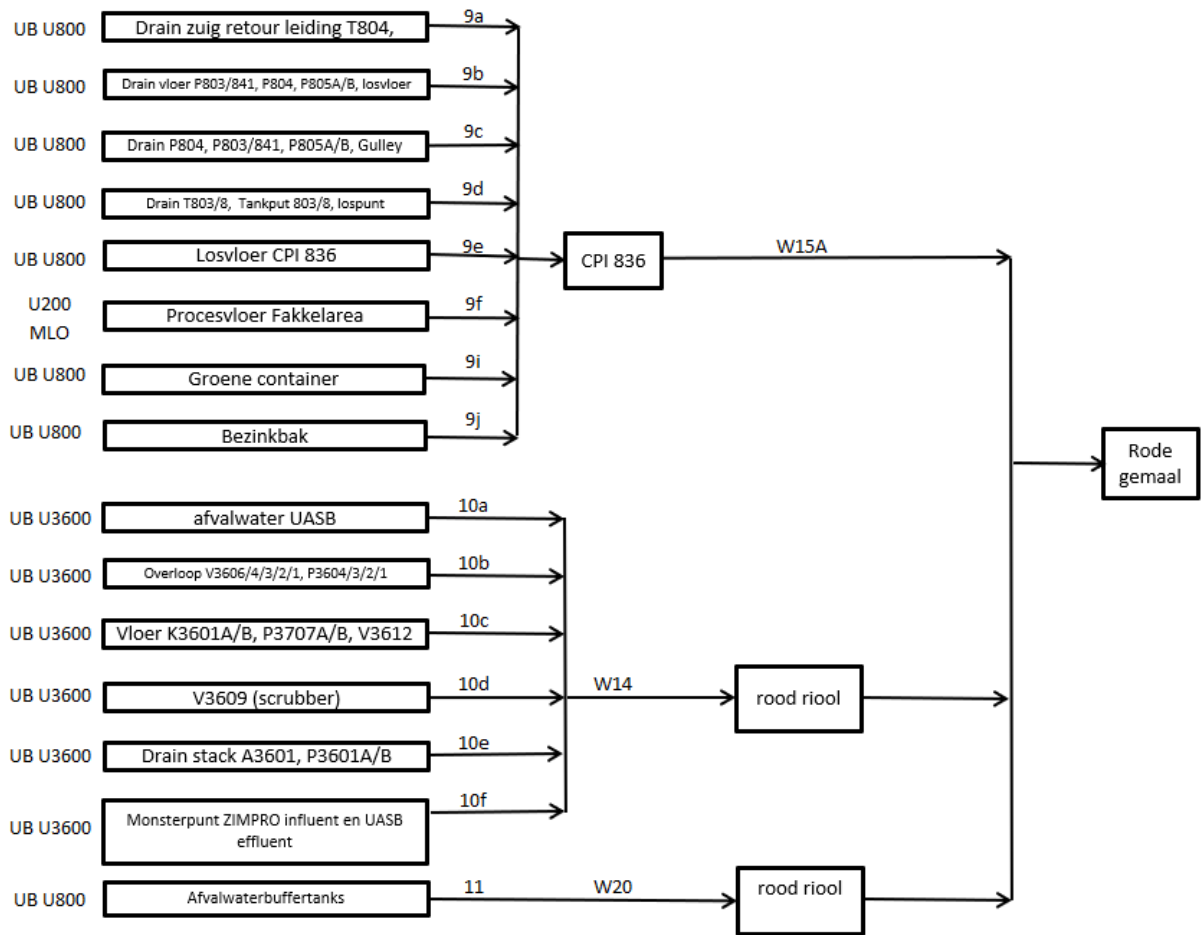 UB U800 Drain zuig retour leiding T804, 9a
UB U800 Drain vloer P803/841, P804, P805A/B, losvloer 9b
UB U800 Drain P804, P803/841, P805A/B, Gulley 9c
UB U800 Drain T803/8, Tankput 803/8, lospunt 9d
UB U800 Losvloer CPI 836 9e
CPI 836 W15A
U200
MLO
Procesvloer Fakkelarea 9f
UB U800 Groene container 9i
UB U800 Bezinkbak 9j
Rode
gemaal
UB U3600 afvalwater UASB 10a
UB U3600 Overloop V3606/4/3/2/1, P3604/3/2/1 10b
UB U3600 Vloer K3601A/B, P3707A/B, V3612 10c
UB U3600 V3609 (scrubber) 10d W14 rood riool
UB U3600 Drain stack A3601, P3601A/B 10e
UB U3600 Monsterpunt ZIMPRO influent en UASB 10f
effluent
UB U800 Afvalwaterbuffertanks 11 W20 rood riool